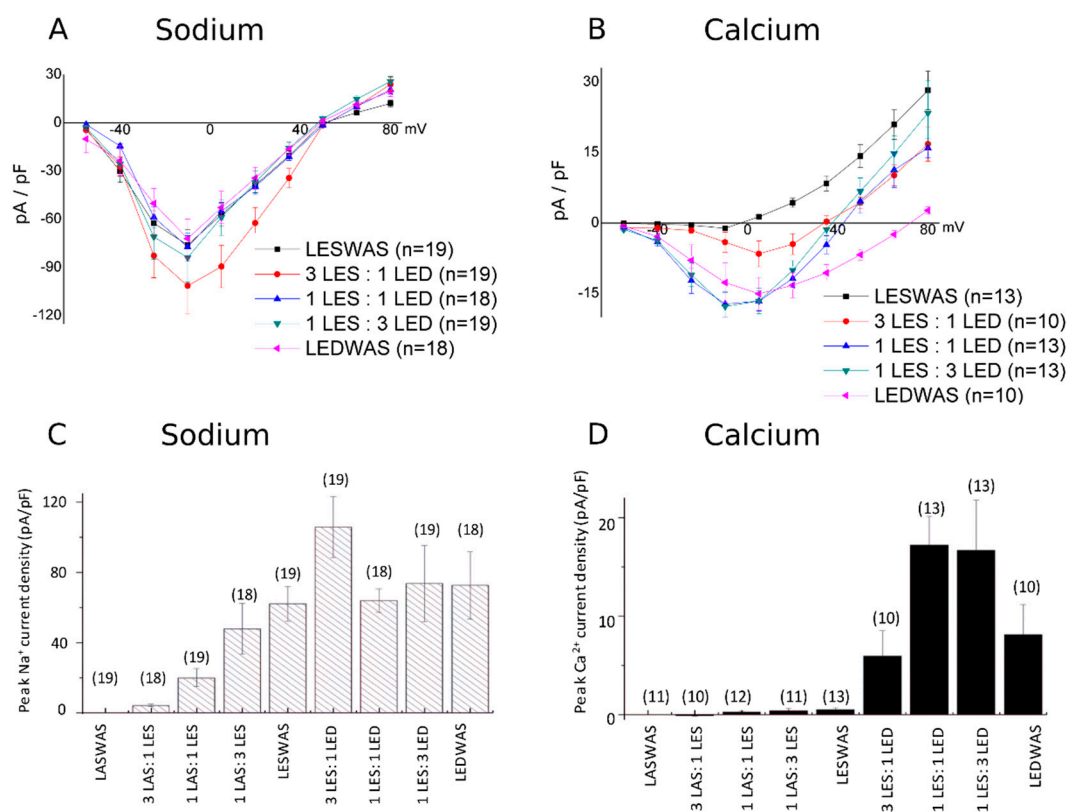 A Sodium
30
0
-30
-60
-90
-120
pA / pF
-40 0 40 80 mV
LESWAS (n=19)
3 LES : 1 LED (n=19)
1 LES : 1 LED (n=18)
1 LES : 3 LED (n=19)
LEDWAS (n=18)
B Calcium
30
15
0
-15
pA / pF
-40 0 40 80 mV
LESWAS (n=13)
3 LES : 1 LED (n=10)
1 LES : 1 LED (n=13)
1 LES : 3 LED (n=13)
LEDWAS (n=10)
C Sodium
Peak Na⁺ current density (pA/pF)
120
80
40
0
(19) (18) (19) (18) (19) (19) (18) (19) (18)
LASWAS
3 LAS: 1 LES
1 LAS: 1 LES
1 LAS: 3 LES
LESWAS
3 LES: 1 LED
1 LES: 1 LED
1 LES: 3 LED
LEDWAS
D Calcium
Peak Ca²⁺ current density (pA/pF)
20
10
0
(11) (10) (12) (11) (13) (10) (13) (13) (10)
LASWAS
3 LAS: 1 LES
1 LAS: 1 LES
1 LAS: 3 LES
LESWAS
3 LES: 1 LED
1 LES: 1 LED
1 LES: 3 LED
LEDWAS